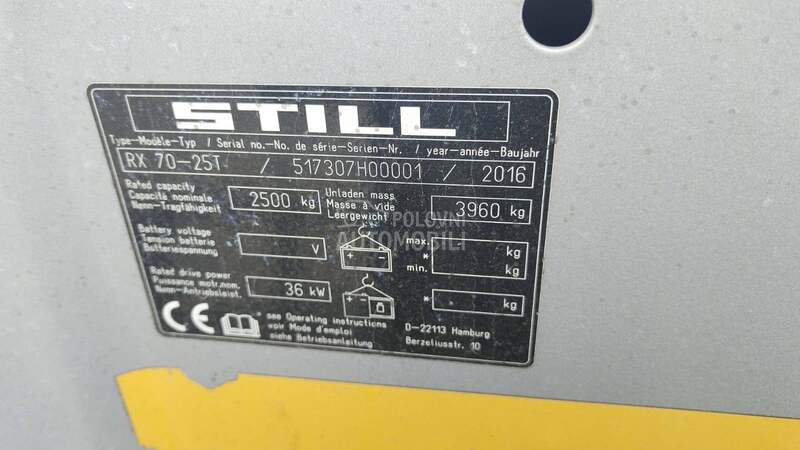 STILL
Type-Modèle-Typ / Serial no.-No. de série-Serien-Nr. / year-année-Baujahr
RX 70-25T / 517307H00001 / 2016
Rated capacity
Capacité nominale
Nenn-Tragfähigkeit
2500 kg
Unladen mass
Masse à vide
Leergewicht
3960 kg
Battery voltage
Tension batterie
Batteriespannung
V
max.
*
min.
kg
kg
Rated drive power
Puissance motr.nom.
Nenn-Antriebsleist.
36 kW
*
kg
CE
* see Operating instructions
voir Mode d'emploi
siehe Betriebsanleitung
D-22113 Hamburg
Berzeliusstr. 10
POLOVNI
AUTOMOBILI